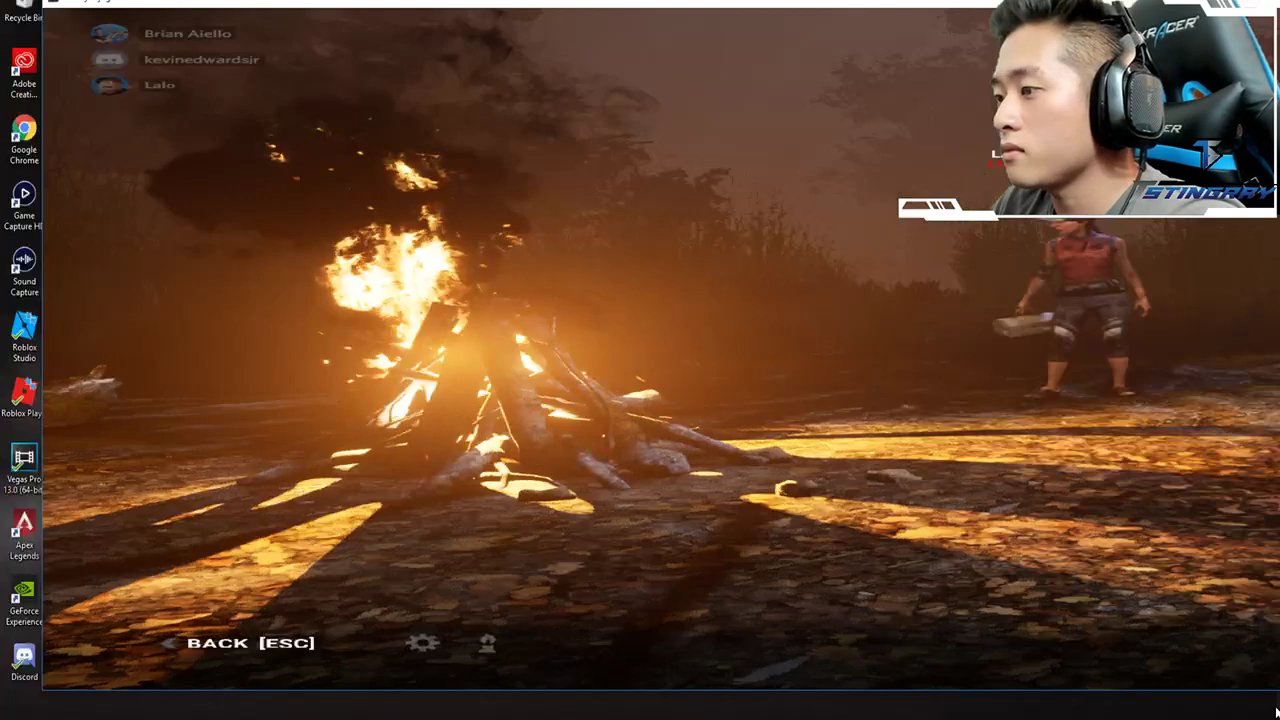 Recycle Bin
Adobe
Creati...
Google
Chrome
Game
Capture HD
Sound
Capture
Roblox
Studio
Roblox Play
Vegas Pro
13.0 (64-bit
Apex
Legends
GeForce
Experience
Discord
Brian Aiello
kevinedwardsjr
Lalo
BACK [ESC]
STINGRAY